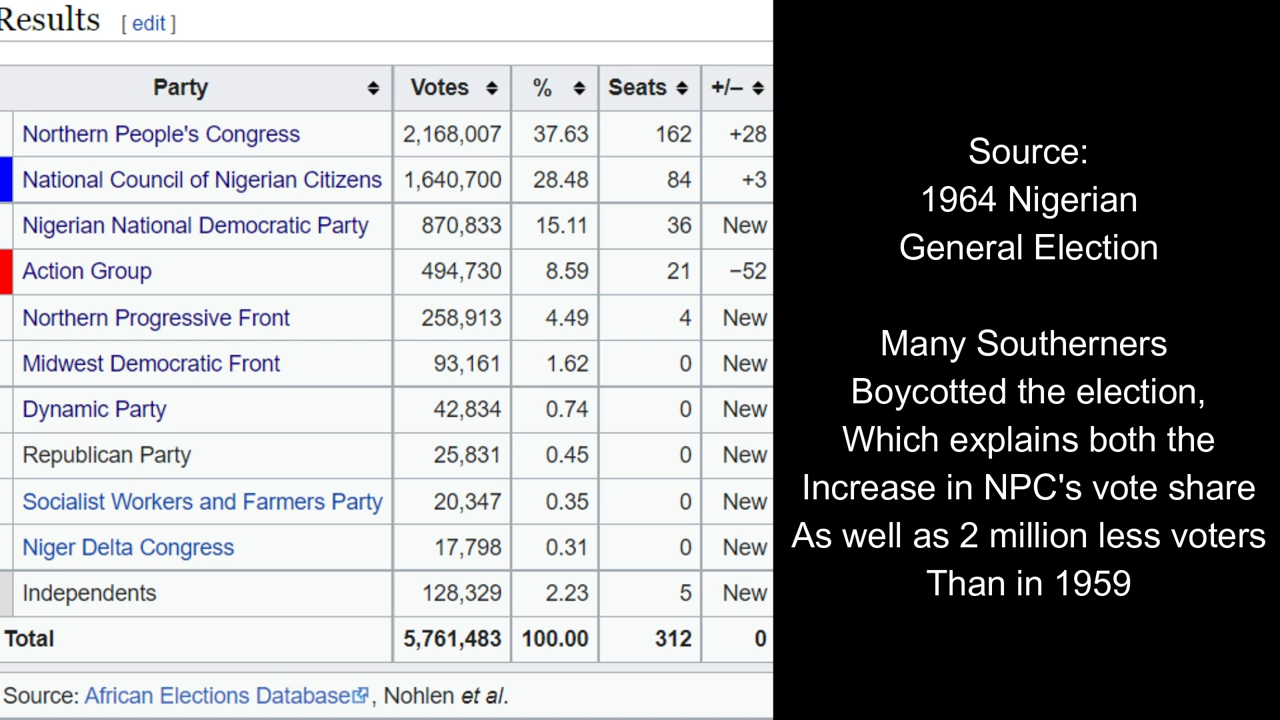 Results [ edit ]
Party Votes % Seats +/–
Northern People's Congress 2,168,007 37.63 162 +28
National Council of Nigerian Citizens 1,640,700 28.48 84 +3
Nigerian National Democratic Party 870,833 15.11 36 New
Action Group 494,730 8.59 21 −52
Northern Progressive Front 258,913 4.49 4 New
Midwest Democratic Front 93,161 1.62 0 New
Dynamic Party 42,834 0.74 0 New
Republican Party 25,831 0.45 0 New
Socialist Workers and Farmers Party 20,347 0.35 0 New
Niger Delta Congress 17,798 0.31 0 New
Independents 128,329 2.23 5 New
Total 5,761,483 100.00 312 0
Source: African Elections Database, Nohlen et al.
Source:
1964 Nigerian
General Election
Many Southerners
Boycotted the election,
Which explains both the
Increase in NPC's vote share
As well as 2 million less voters
Than in 1959